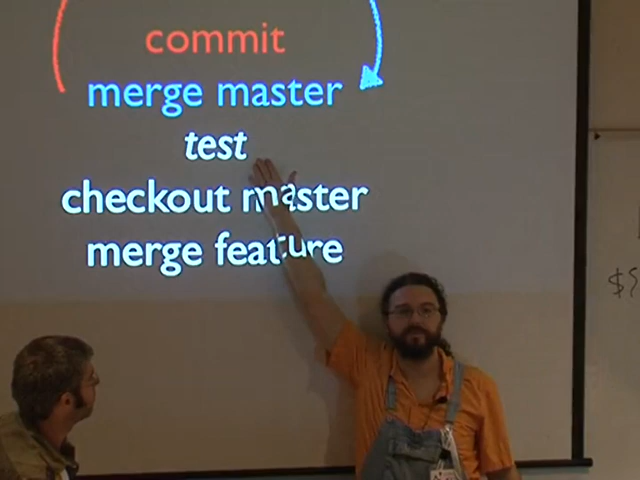 commit
merge master
test
checkout master
merge feature